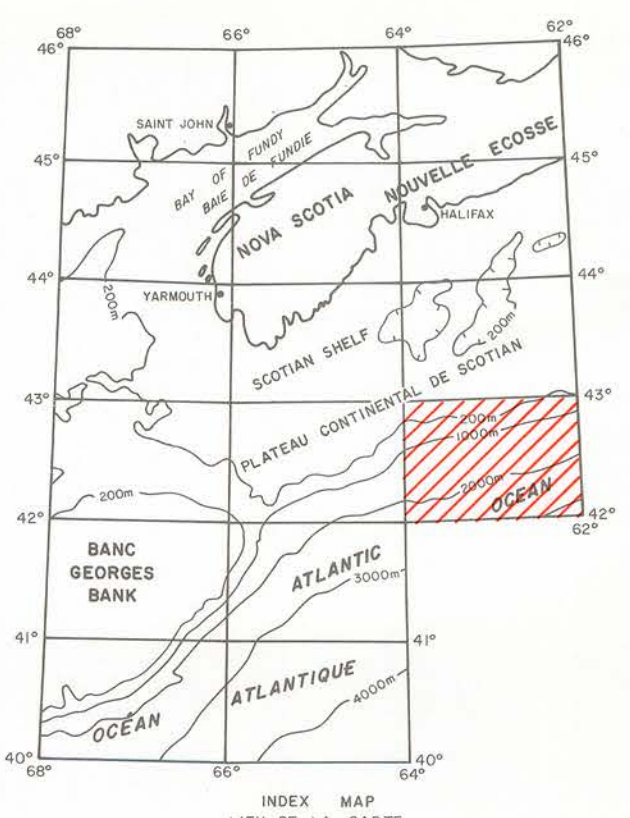 68° 66° 64° 62°
46° 46°
SAINT JOHN
BAY OF FUNDY
BAIE DE FUNDIE
45° 45°
NOVA SCOTIA
NOUVELLE ECOSSE
HALIFAX
44° 44°
200m
YARMOUTH
200m
SCOTIAN SHELF
PLATEAU CONTINENTAL DE SCOTIAN
43° 43°
200m
1000m
2000m
OCEAN
200m
42° 42°
62°
BANC
GEORGES
BANK
ATLANTIC
3000m
41° 41°
ATLANTIQUE
4000m
OCÉAN
40° 40°
68° 66° 64°
INDEX MAP